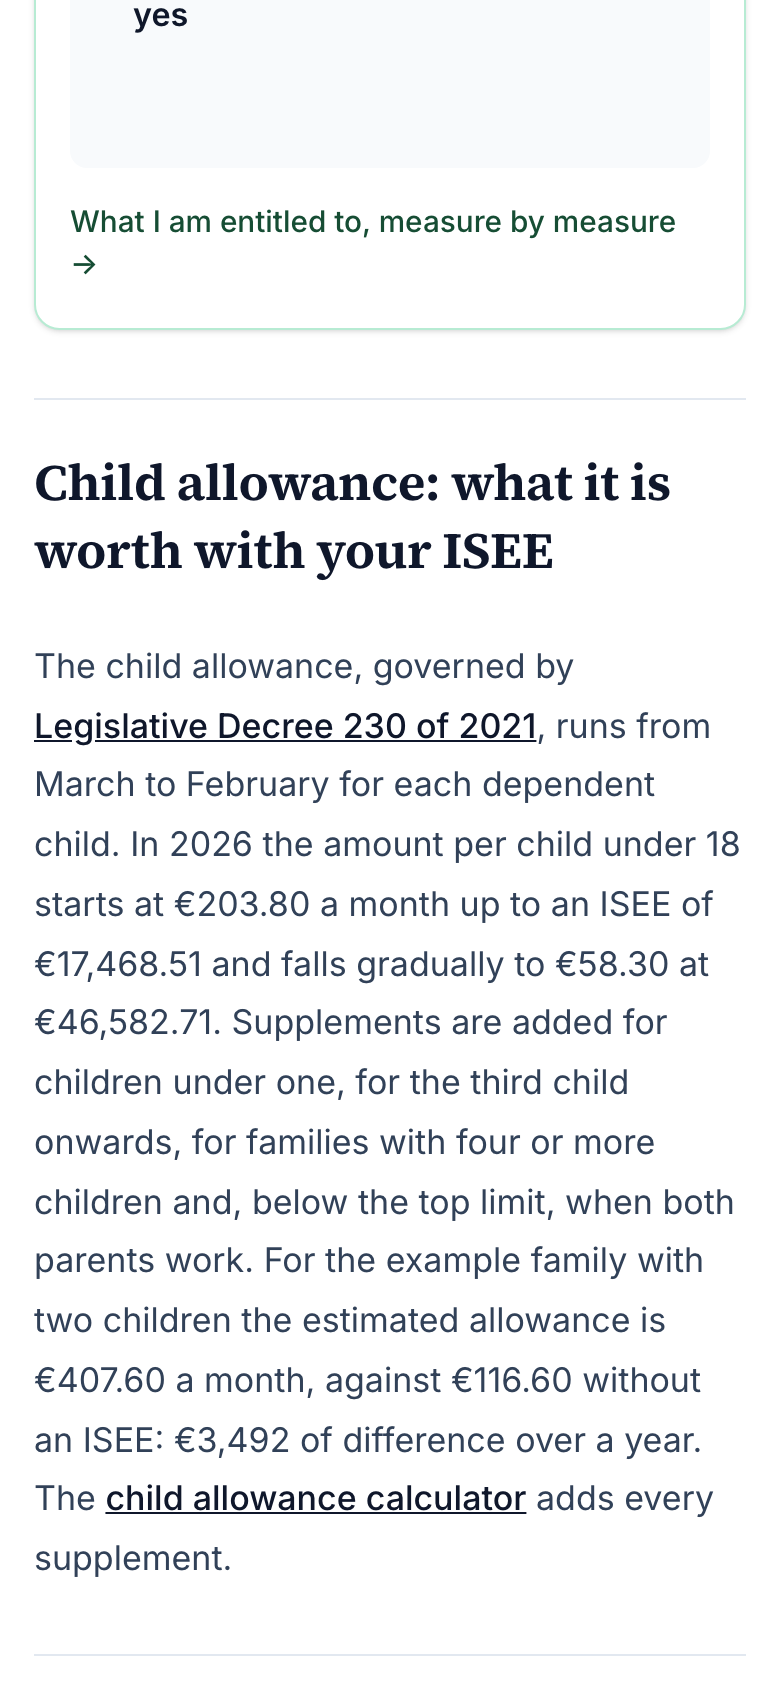 yes
What I am entitled to, measure by measure
→
Child allowance: what it is
worth with your ISEE
The child allowance, governed by
Legislative Decree 230 of 2021, runs from
March to February for each dependent
child. In 2026 the amount per child under 18
starts at €203.80 a month up to an ISEE of
€17,468.51 and falls gradually to €58.30 at
€46,582.71. Supplements are added for
children under one, for the third child
onwards, for families with four or more
children and, below the top limit, when both
parents work. For the example family with
two children the estimated allowance is
€407.60 a month, against €116.60 without
an ISEE: €3,492 of difference over a year.
The child allowance calculator adds every
supplement.